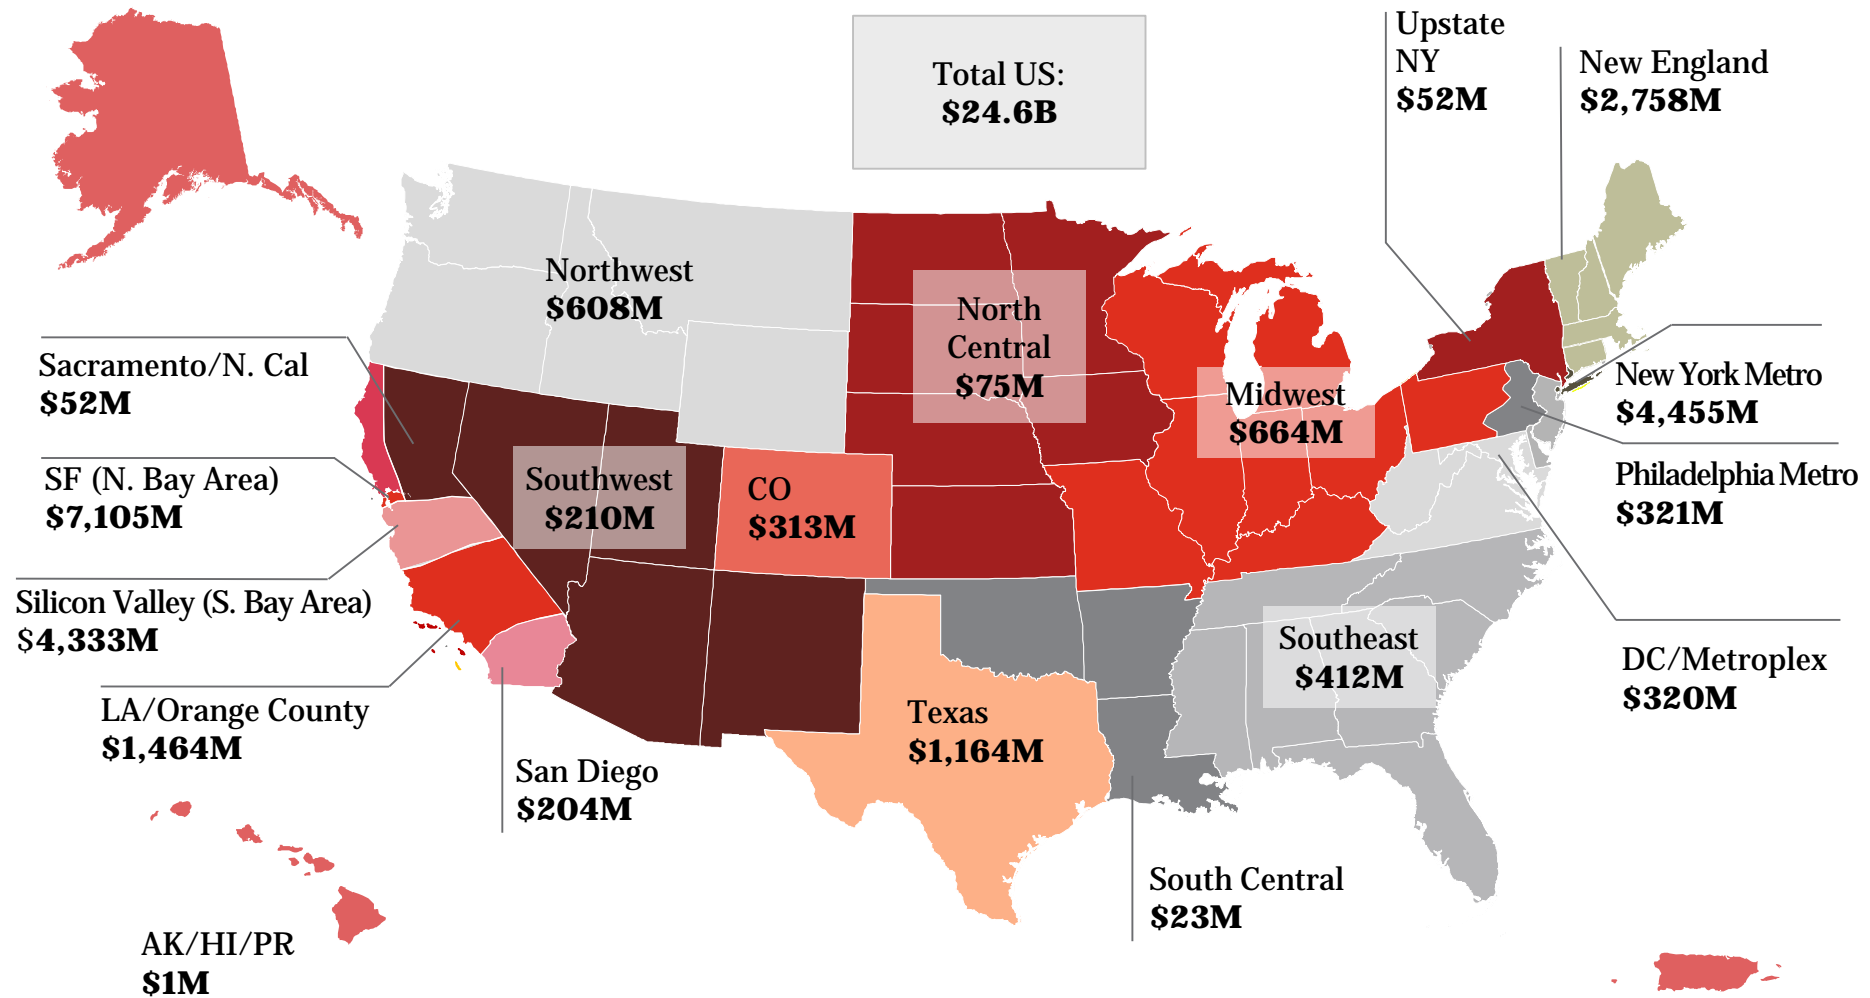 Total US:
$24.6B
Upstate
NY
$52M
New England
$2,758M
Northwest
$608M
North
Central
$75M
Sacramento/N. Cal
$52M
Midwest
$664M
New York Metro
$4,455M
SF (N. Bay Area)
$7,105M
Southwest
$210M
CO
$313M
Philadelphia Metro
$321M
Silicon Valley (S. Bay Area)
$4,333M
Southeast
$412M
DC/Metroplex
$320M
LA/Orange County
$1,464M
Texas
$1,164M
San Diego
$204M
South Central
$23M
AK/HI/PR
$1M